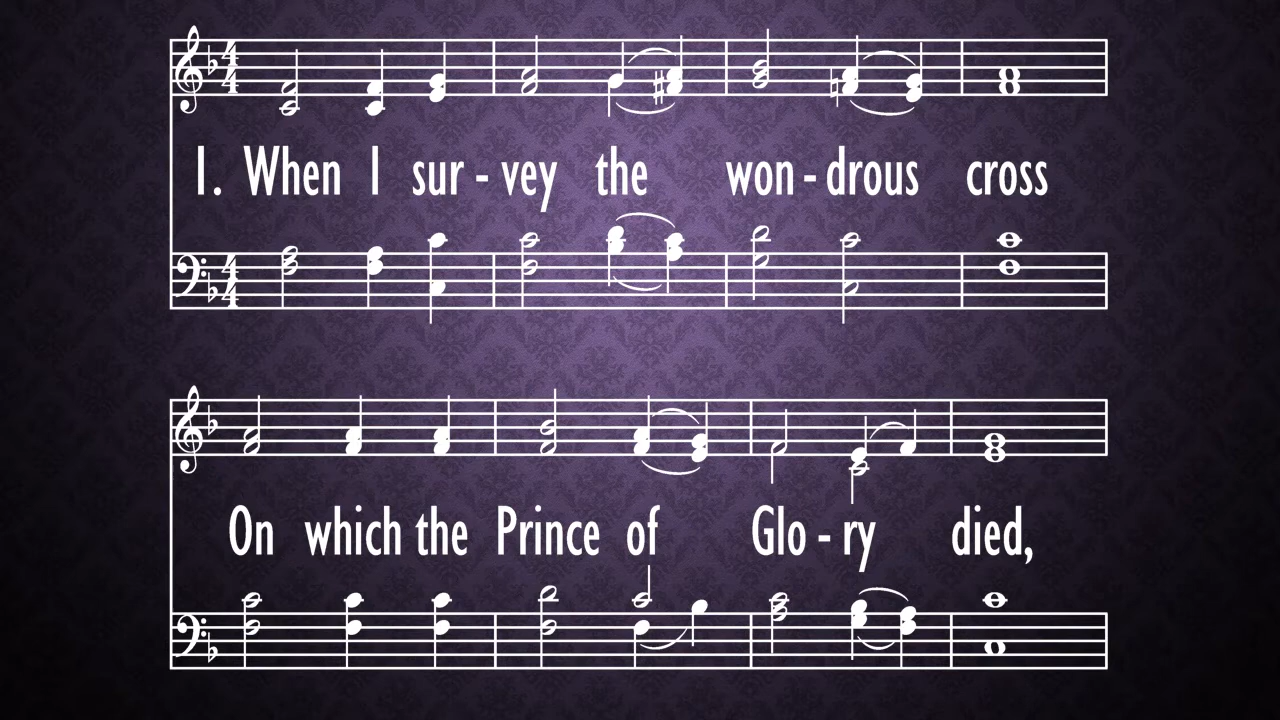 1. When I sur - vey the won - drous cross
On which the Prince of Glo - ry died,